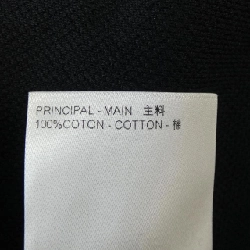 PRINCIPAL - MAIN 主料
100%COTON - COTTON - 棉